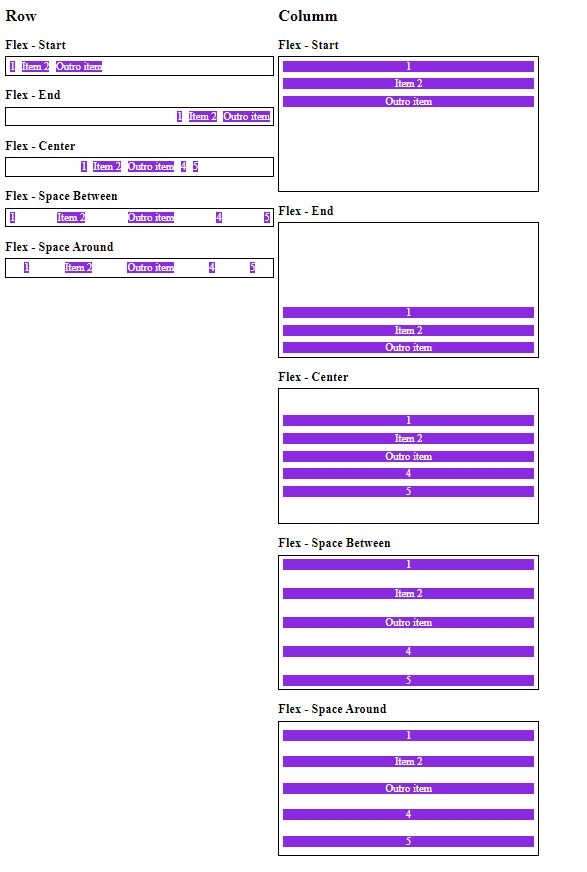 Row
Flex - Start
1 Item 2 Outro item
Flex - End
1 Item 2 Outro item
Flex - Center
1 Item 2 Outro item 4 5
Flex - Space Between
1 Item 2 Outro item 4 5
Flex - Space Around
1 Item 2 Outro item 4 5
Columm
Flex - Start
1
Item 2
Outro item
Flex - End
1
Item 2
Outro item
Flex - Center
1
Item 2
Outro item
4
5
Flex - Space Between
1
Item 2
Outro item
4
5
Flex - Space Around
1
Item 2
Outro item
4
5